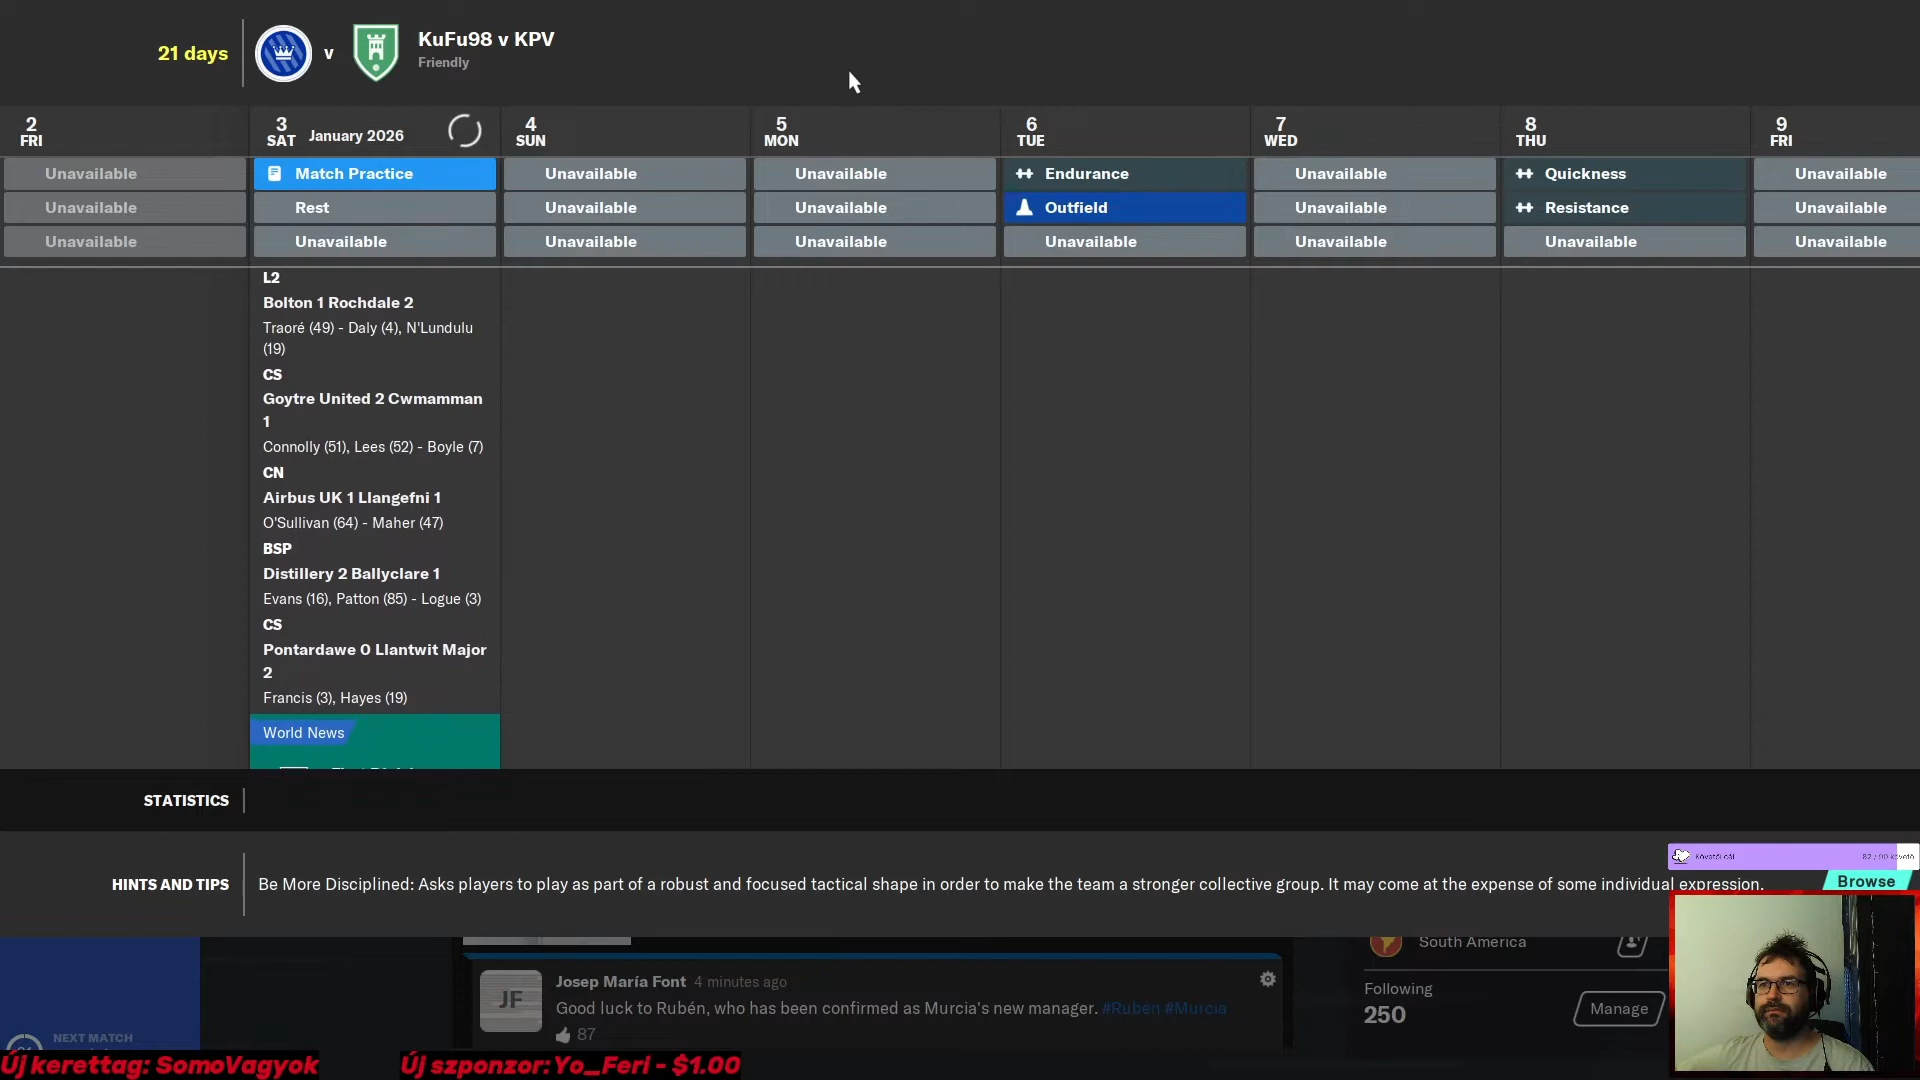 21 days
v
KuFu98 v KPV
Friendly
2
FRI
3
SAT January 2026
4
SUN
5
MON
6
TUE
7
WED
8
THU
9
FRI
Unavailable
Match Practice
Unavailable
Unavailable
Endurance
Unavailable
Quickness
Unavailable
Unavailable
Rest
Unavailable
Unavailable
Outfield
Unavailable
Resistance
Unavailable
Unavailable
Unavailable
Unavailable
Unavailable
Unavailable
Unavailable
Unavailable
Unavailable
L2
Bolton 1 Rochdale 2
Traoré (49) - Daly (4), N'Lundulu
(19)
CS
Goytre United 2 Cwmamman
1
Connolly (51), Lees (52) - Boyle (7)
CN
Airbus UK 1 Llangefni 1
O'Sullivan (64) - Maher (47)
BSP
Distillery 2 Ballyclare 1
Evans (16), Patton (85) - Logue (3)
CS
Pontardawe 0 Llantwit Major
2
Francis (3), Hayes (19)
World News
STATISTICS
HINTS AND TIPS
Be More Disciplined: Asks players to play as part of a robust and focused tactical shape in order to make the team a stronger collective group. It may come at the expense of some individual expression.
Követői cél
82 / 90 követő
Browse
South America
JF
Josep María Font 4 minutes ago
Good luck to Rubén, who has been confirmed as Murcia's new manager. #Rubén #Murcia
87
Following
250
Manage
NEXT MATCH
Új kerettag: SomoVagyok
Új szponzor: Yo_Feri - $1.00